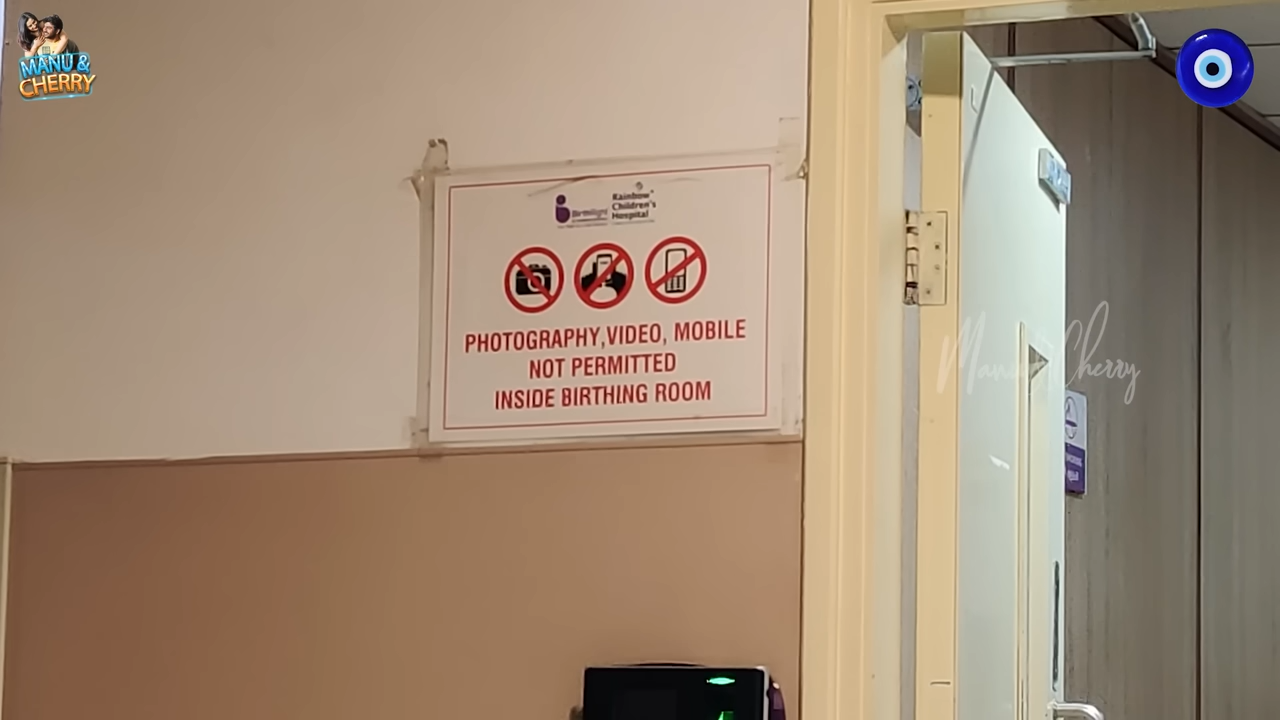 MANU &
CHERRY
Birthright
Rainbow
Children's
Hospital
PHOTOGRAPHY, VIDEO, MOBILE
NOT PERMITTED
INSIDE BIRTHING ROOM
Manu Cherry